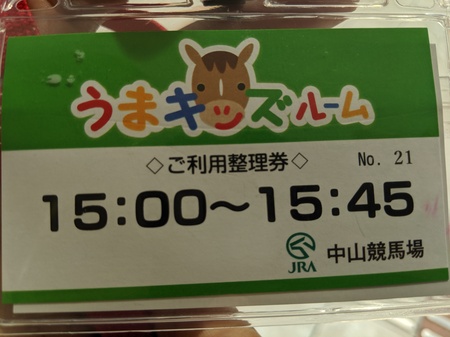 うまキッズルーム
◇ご利用整理券◇ No. 21
15:00～15:45
JRA 中山競馬場